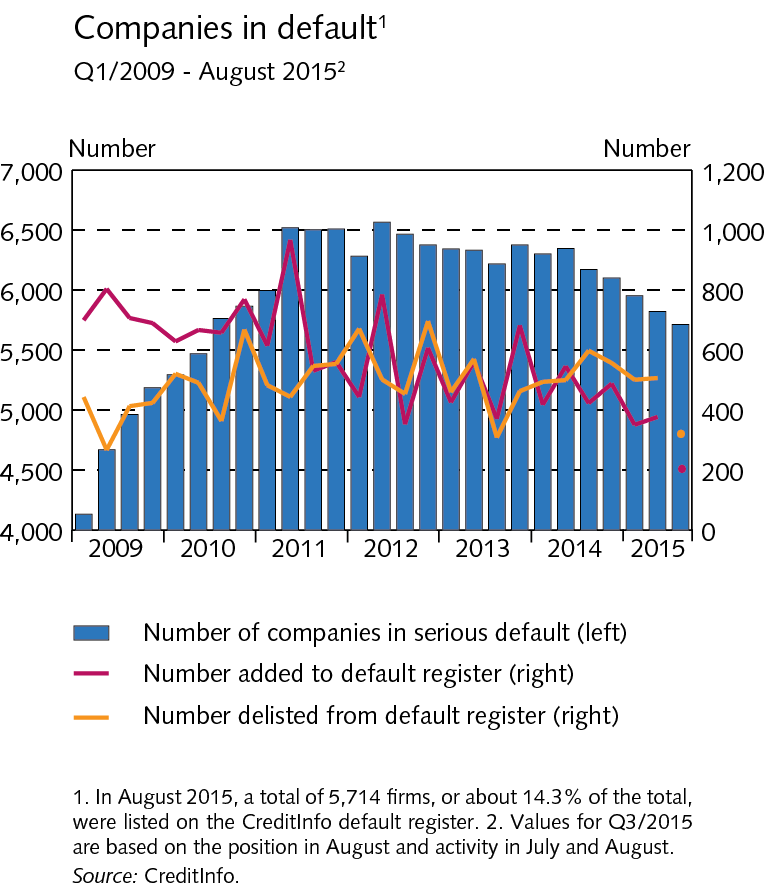 Companies in default¹
Q1/2009 - August 2015²
Number Number
7,000 1,200
6,500 1,000
6,000 800
5,500 600
5,000 400
4,500 200
4,000 0
2009 2010 2011 2012 2013 2014 2015
Number of companies in serious default (left)
Number added to default register (right)
Number delisted from default register (right)
1. In August 2015, a total of 5,714 firms, or about 14.3% of the total,
were listed on the CreditInfo default register. 2. Values for Q3/2015
are based on the position in August and activity in July and August.
Source: CreditInfo.